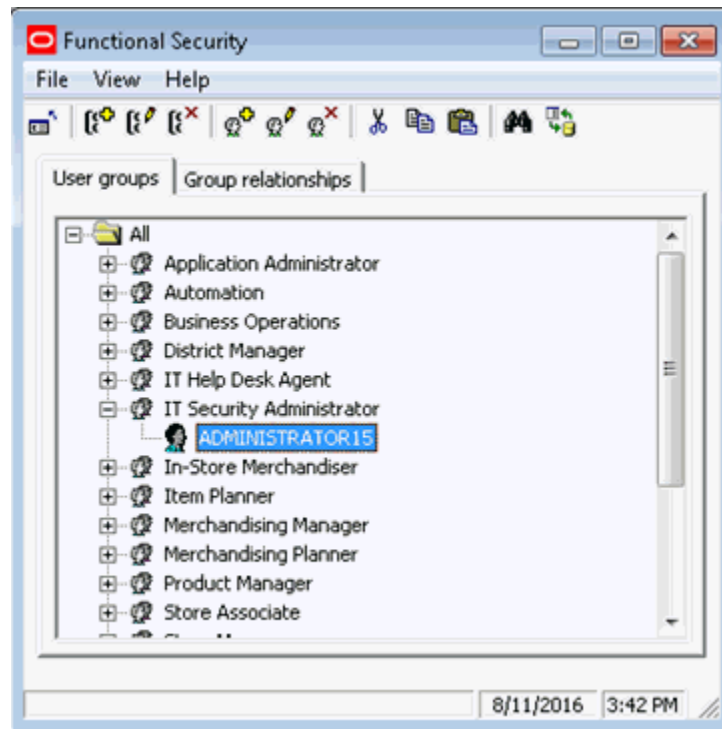 Functional Security
File View Help
User groups Group relationships
All
Application Administrator
Automation
Business Operations
District Manager
IT Help Desk Agent
IT Security Administrator
ADMINISTRATOR15
In-Store Merchandiser
Item Planner
Merchandising Manager
Merchandising Planner
Product Manager
Store Associate
8/11/2016 3:42 PM